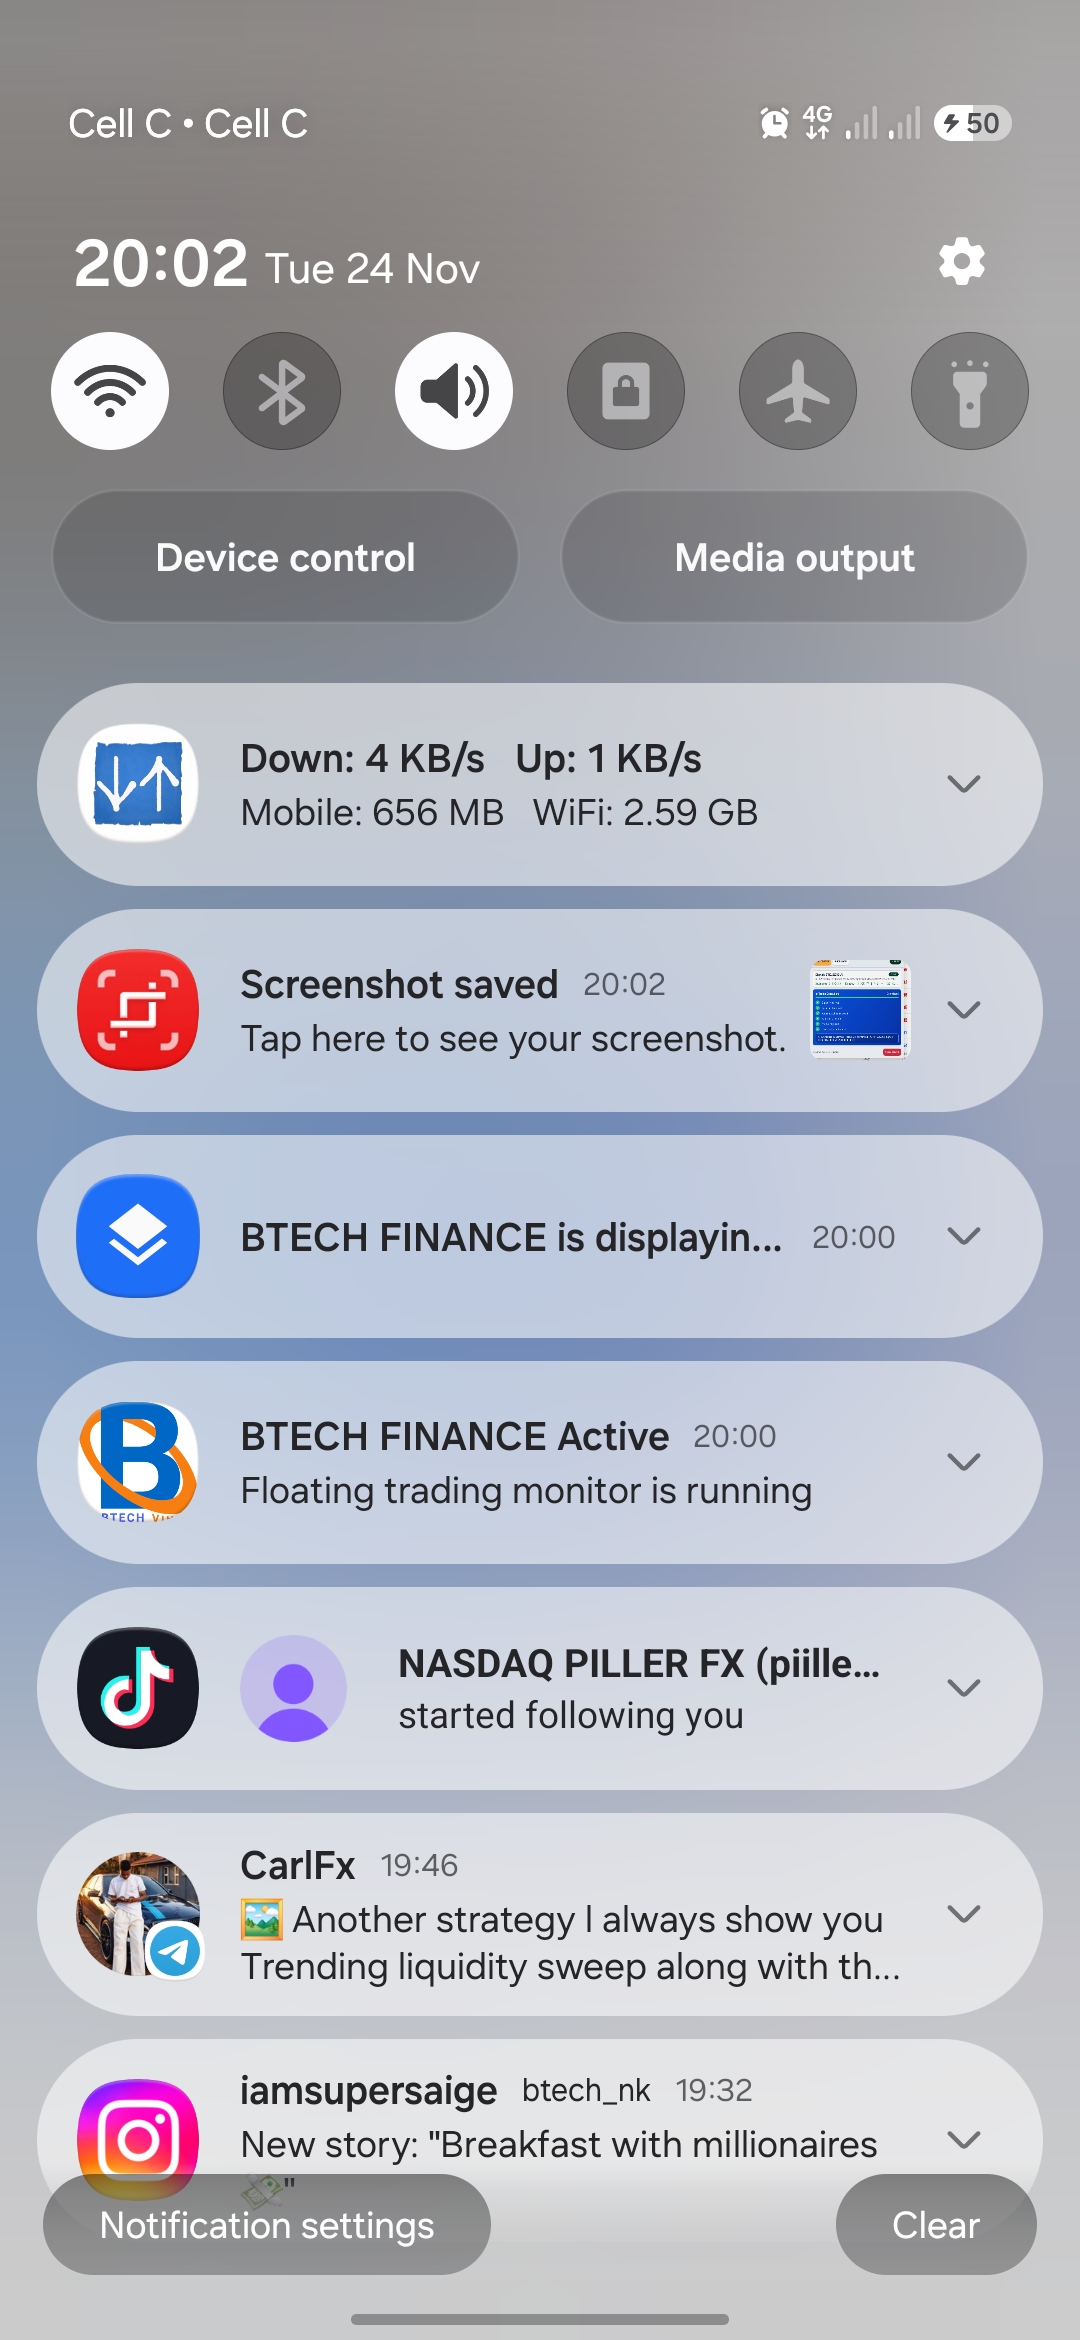 Cell C • Cell C
4G
50
20:02 Tue 24 Nov
Device control
Media output
Down: 4 KB/s Up: 1 KB/s
Mobile: 656 MB WiFi: 2.59 GB
Screenshot saved 20:02
Tap here to see your screenshot.
BTECH FINANCE is displayin... 20:00
BTECH FINANCE Active 20:00
Floating trading monitor is running
B
BTECH
NASDAQ PILLER FX (piille...
started following you
CarlFx 19:46
Another strategy I always show you
Trending liquidity sweep along with th...
iamsupersaige btech_nk 19:32
New story: "Breakfast with millionaires
"
Notification settings
Clear